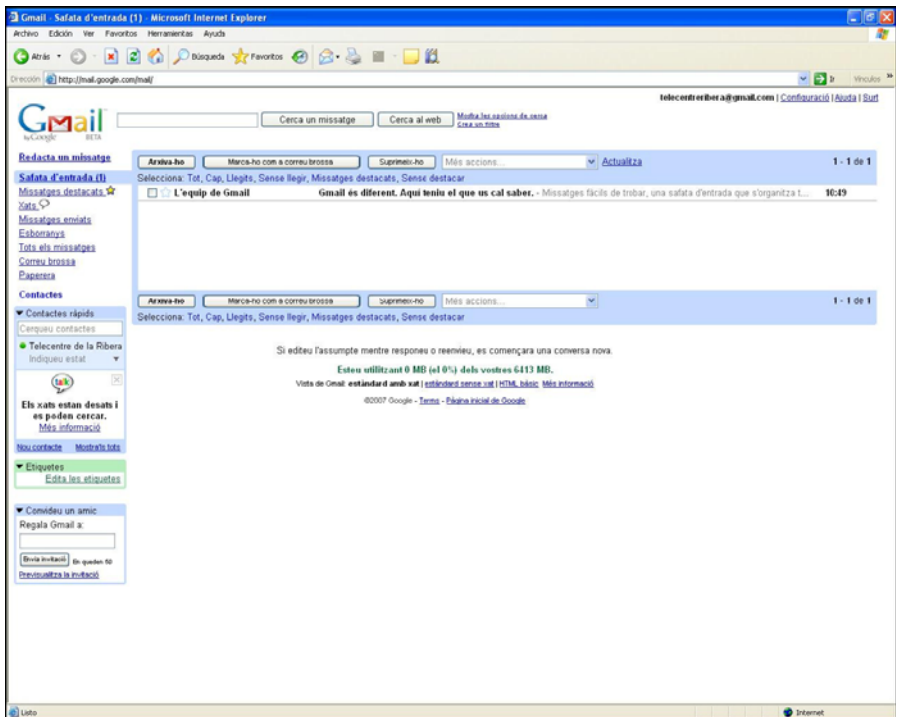 Gmail - Safata d'entrada (1) - Microsoft Internet Explorer
Archivo Edición Ver Favoritos Herramientas Ayuda
Atrás Búsqueda Favoritos
Dirección http://mail.google.com/mail/ Ir Vínculos »
telecentreribera@gmail.com | Configuració | Ajuda | Surt
Gmail by Google BETA
Cerca un missatge Cerca al web Mostra les opcions de cerca
Crea un filtre
Redacta un missatge
Arxiva-ho Marca-ho com a correu brossa Suprimeix-ho Més accions... Actualitza 1 - 1 de 1
Selecciona: Tot, Cap, Llegits, Sense llegir, Missatges destacats, Sense destacar
L'equip de Gmail Gmail és diferent. Aquí teniu el que us cal saber. - Missatges fàcils de trobar, una safata d'entrada que s'organitza t... 10:49
Safata d'entrada (1)
Missatges destacats
Xats
Missatges enviats
Esborranys
Tots els missatges
Correu brossa
Paperera
Contactes
Arxiva-ho Marca-ho com a correu brossa Suprimeix-ho Més accions... 1 - 1 de 1
Selecciona: Tot, Cap, Llegits, Sense llegir, Missatges destacats, Sense destacar
Contactes ràpids
Cerqueu contactes
Telecentre de la Ribera
Indiqueu estat
talk
Els xats estan desats i
es poden cercar.
Més informació
Nou contacte Mostra'ls tots
Etiquetes
Edita les etiquetes
Convideu un amic
Regala Gmail a:
Envia invitació En queden 50
Previsualitza la invitació
Si editeu l'assumpte mentre responeu o reenvieu, es començarà una conversa nova.
Esteu utilitzant 0 MB (el 0%) dels vostres 6413 MB.
Vista de Gmail: estàndard amb xat | estàndard sense xat | HTML bàsic Més informació
©2007 Google - Terms - Pàgina inicial de Google
Listo Internet